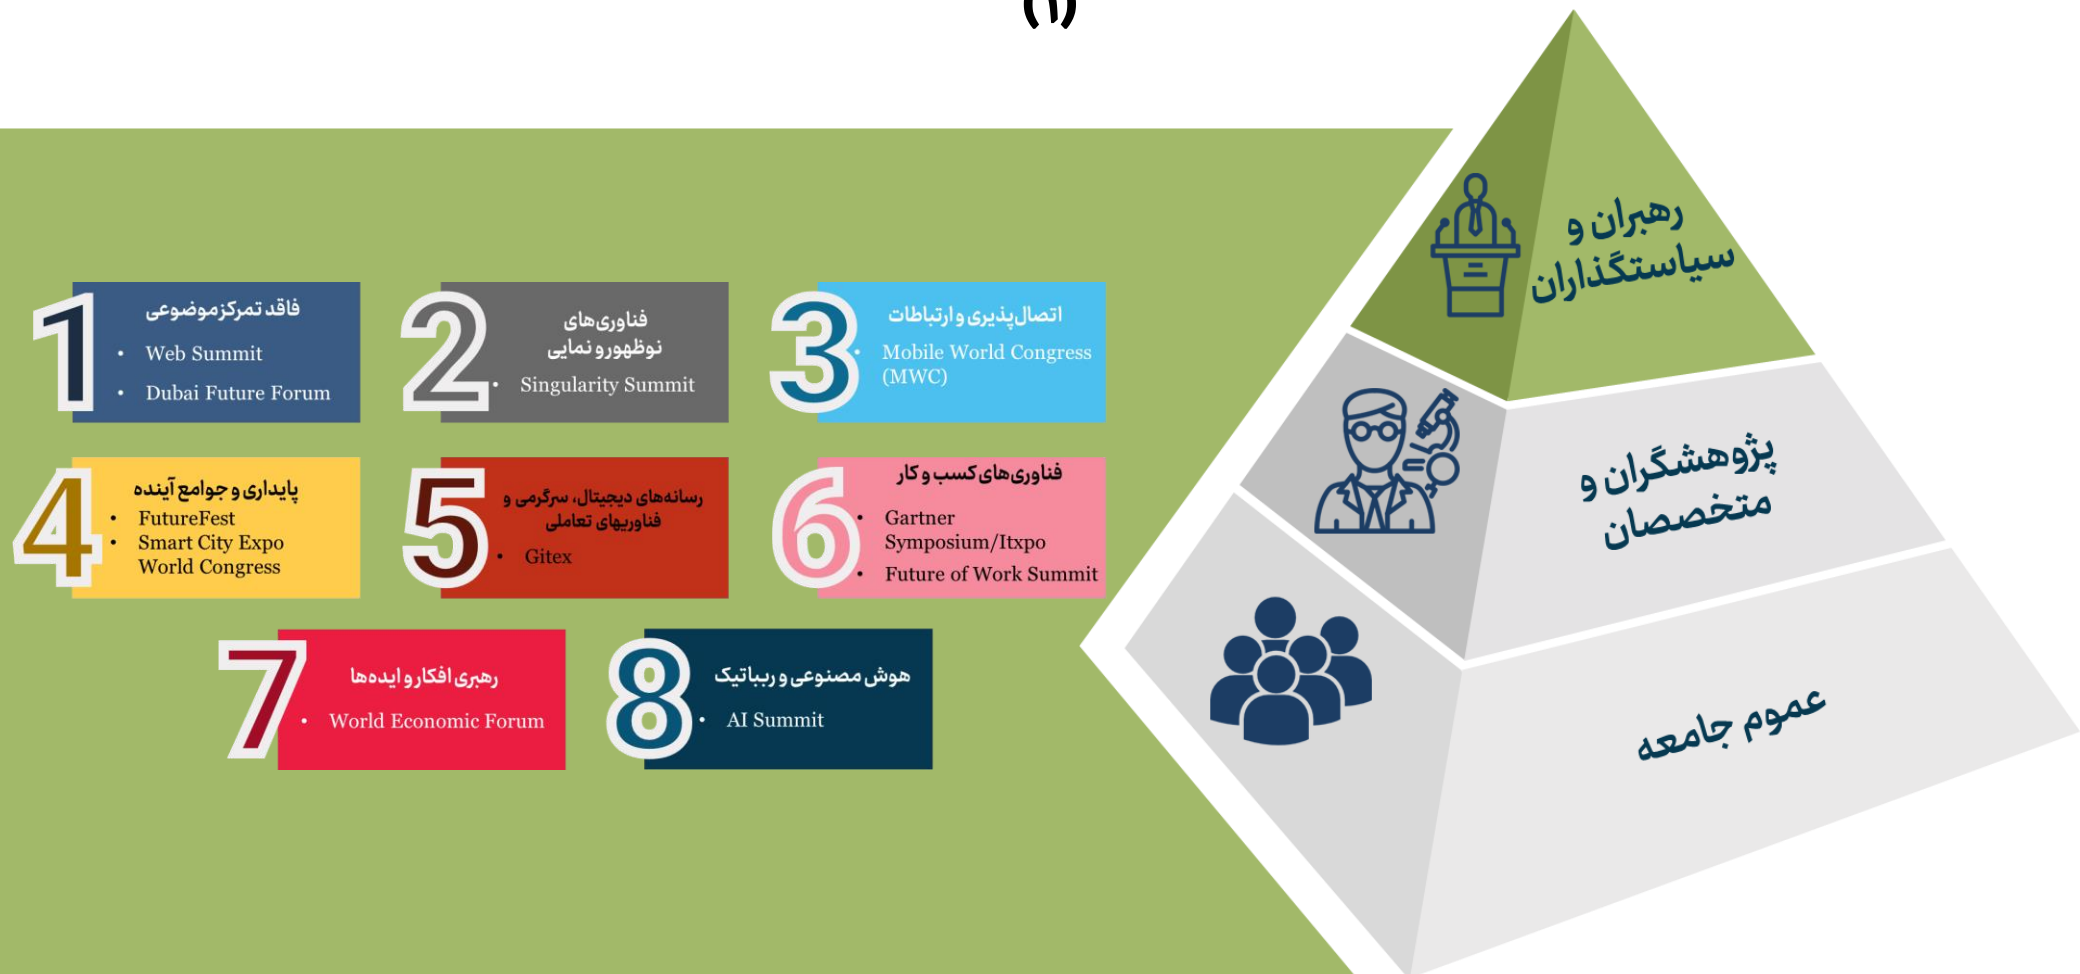 (۱)
1
فاقد تمرکز موضوعی
• Web Summit
• Dubai Future Forum
2
فناوری‌های
نوظهور و نمایی
• Singularity Summit
3
اتصال‌پذیری و ارتباطات
• Mobile World Congress
(MWC)
4
پایداری و جوامع آینده
• FutureFest
• Smart City Expo
World Congress
5
رسانه‌های دیجیتال، سرگرمی و
فناوریهای تعاملی
• Gitex
6
فناوری‌های کسب و کار
• Gartner
Symposium/Itxpo
• Future of Work Summit
7
رهبری افکار و ایده‌ها
• World Economic Forum
8
هوش مصنوعی و ربباتیک
• AI Summit
رهبران و
سیاستگذاران
پژوهشگران و
متخصصان
عموم جامعه